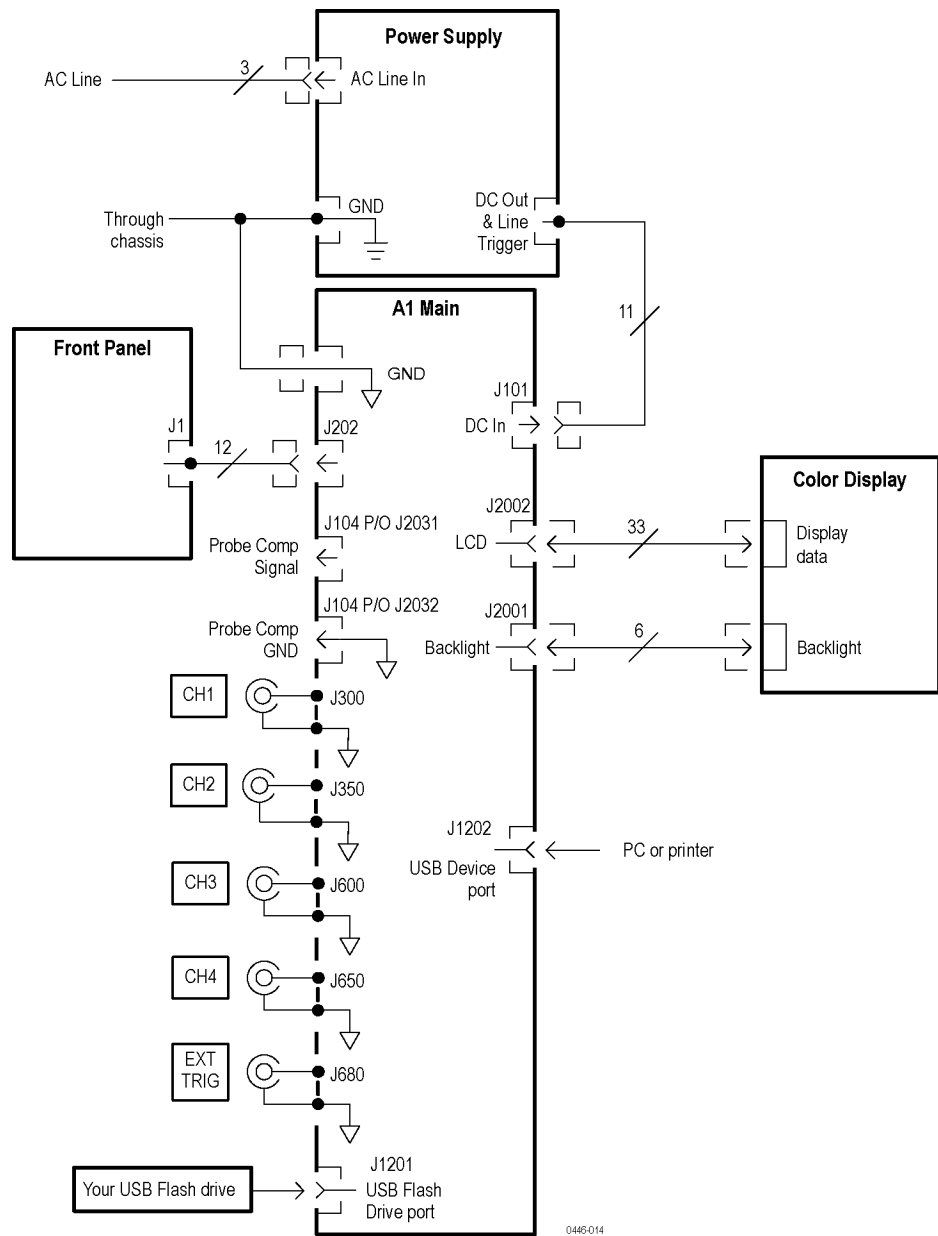 Power Supply
3
AC Line
AC Line In
GND
DC Out
& Line
Trigger
Through
chassis
A1 Main
11
Front Panel
GND
J101
J1
J202
DC In
12
Color Display
J2002
J104 P/O J2031
33
Display
data
LCD
Probe Comp
Signal
J104 P/O J2032
J2001
Probe Comp
GND
6
Backlight
Backlight
CH1
J300
CH2
J350
J1202
PC or printer
USB Device
port
CH3
J600
CH4
J650
EXT
TRIG
J680
J1201
Your USB Flash drive
USB Flash
Drive port
0446-014